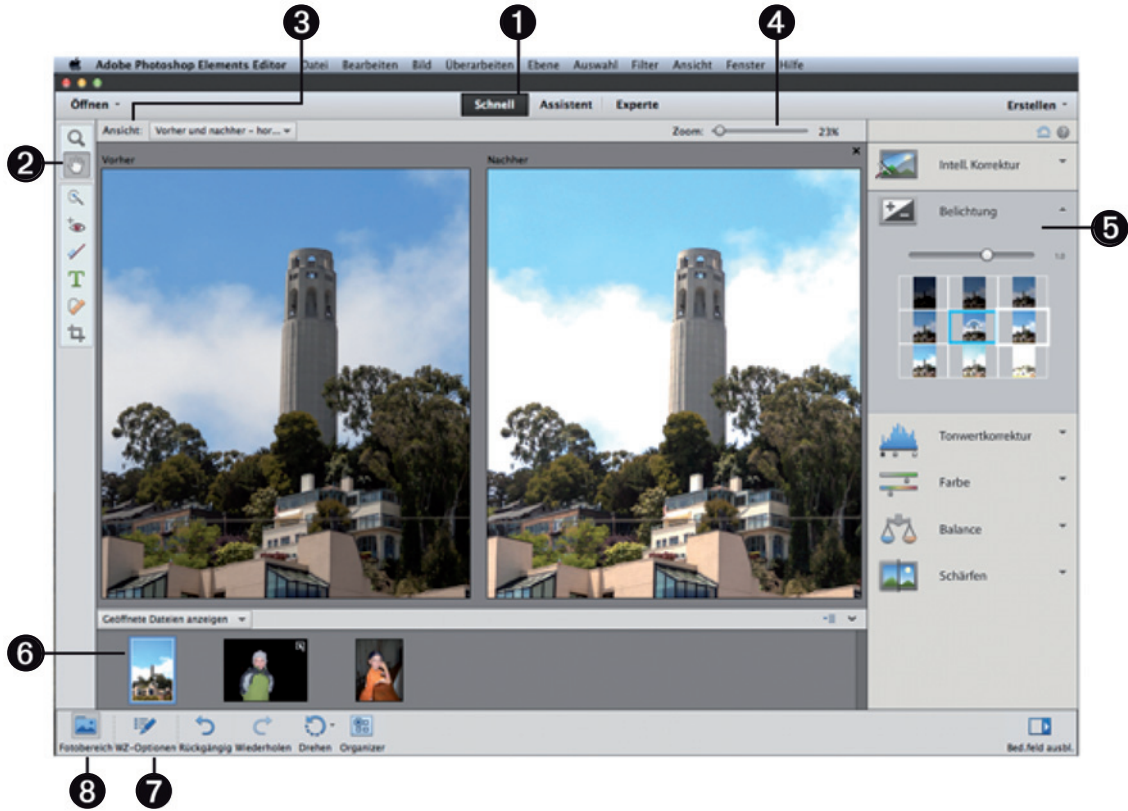 3 1 4
Adobe Photoshop Elements Editor Datei Bearbeiten Bild Überarbeiten Ebene Auswahl Filter Ansicht Fenster Hilfe
Öffnen Schnell Assistent Experte Erstellen
Ansicht: Vorher und nachher - hor... Zoom: 23%
2
Vorher Nachher
Intell. Korrektur
Belichtung
5
1.0
T
Tonwertkorrektur
Farbe
Balance
Schärfen
Geöffnete Dateien anzeigen
6
Fotobereich WZ-Optionen Rückgängig Wiederholen Drehen Organizer Bed.feld ausbl.
8 7